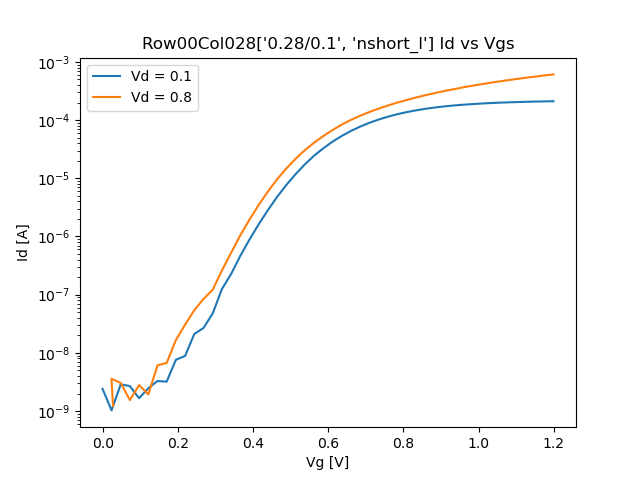 Row00Col028['0.28/0.1', 'nshort_l'] Id vs Vgs
Vd = 0.1
Vd = 0.8
Id [A]
10⁻³
10⁻⁴
10⁻⁵
10⁻⁶
10⁻⁷
10⁻⁸
10⁻⁹
0.0 0.2 0.4 0.6 0.8 1.0 1.2
Vg [V]